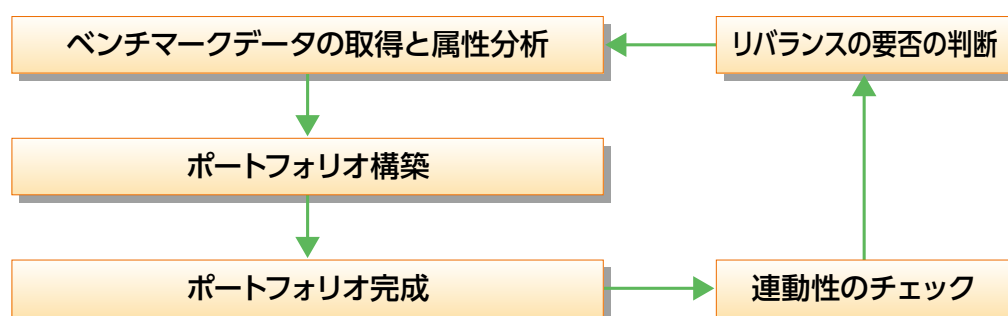 ベンチマークデータの取得と属性分析
リバランスの要否の判断
ポートフォリオ構築
ポートフォリオ完成
連動性のチェック